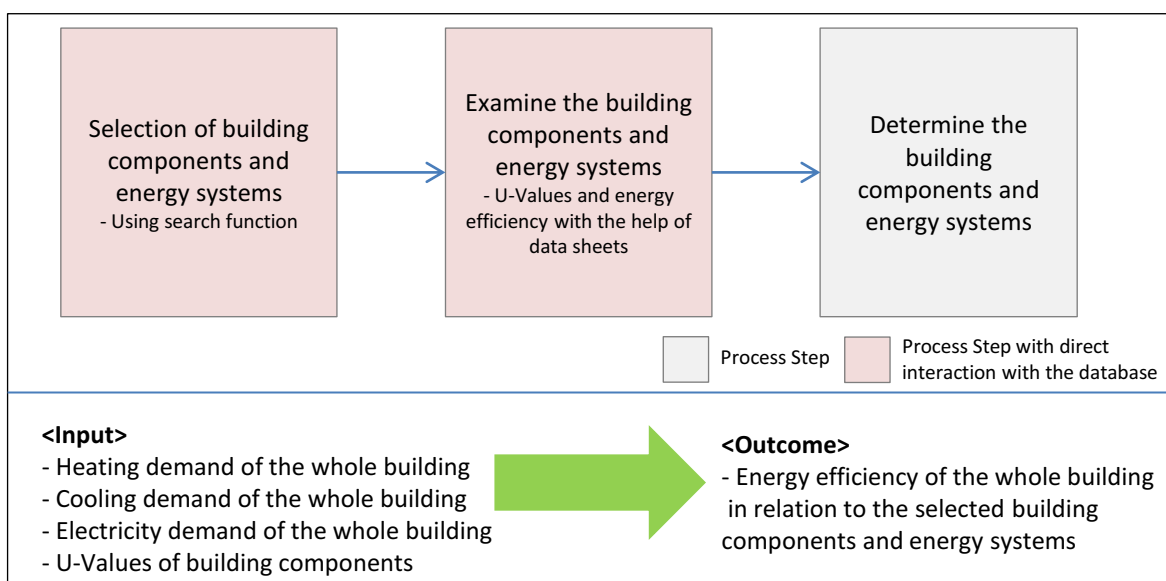 Selection of building
components and
energy systems
- Using search function
Examine the building
components and
energy systems
- U-Values and energy
efficiency with the help of
data sheets
Determine the
building
components and
energy systems
Process Step
Process Step with direct
interaction with the database
<Input>
- Heating demand of the whole building
- Cooling demand of the whole building
- Electricity demand of the whole building
- U-Values of building components
<Outcome>
- Energy efficiency of the whole building
in relation to the selected building
components and energy systems